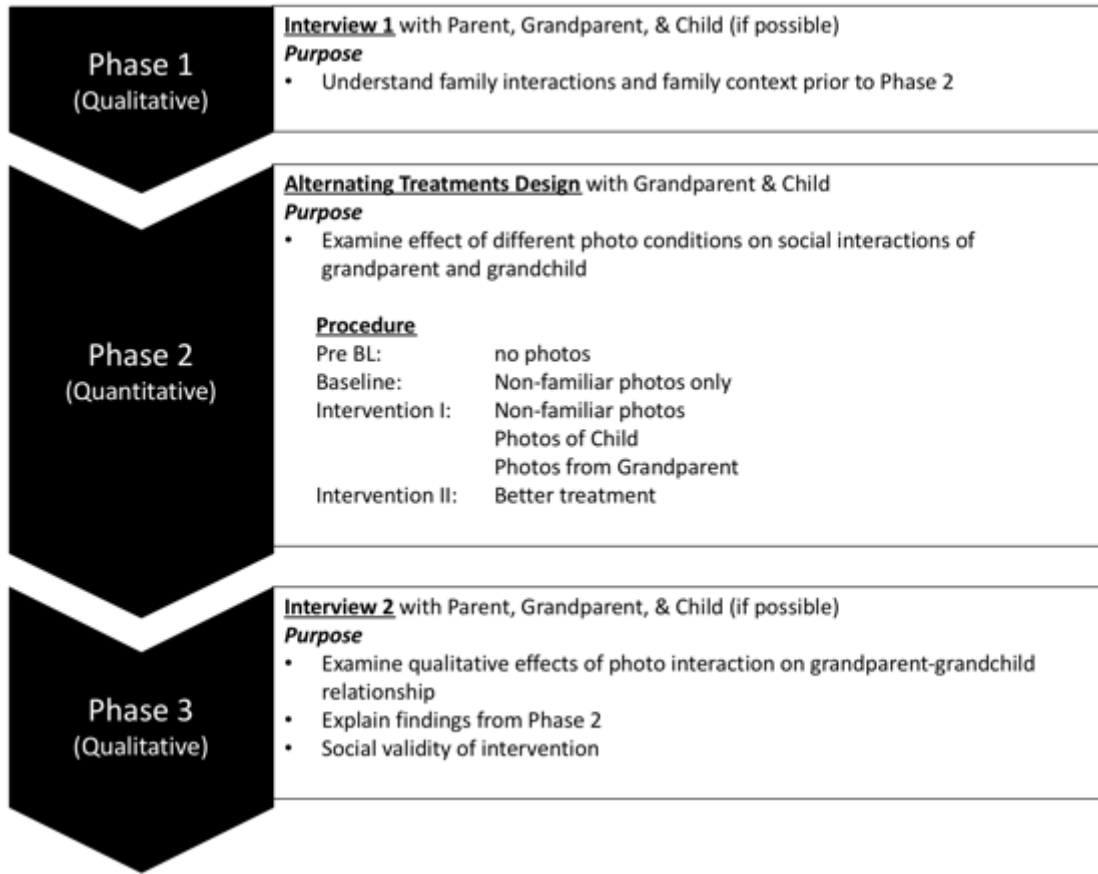 Phase 1
(Qualitative)
Interview 1 with Parent, Grandparent, & Child (if possible)
Purpose
• Understand family interactions and family context prior to Phase 2
Phase 2
(Quantitative)
Alternating Treatments Design with Grandparent & Child
Purpose
• Examine effect of different photo conditions on social interactions of
grandparent and grandchild
Procedure
Pre BL: no photos
Baseline: Non-familiar photos only
Intervention I: Non-familiar photos
Photos of Child
Photos from Grandparent
Intervention II: Better treatment
Phase 3
(Qualitative)
Interview 2 with Parent, Grandparent, & Child (if possible)
Purpose
• Examine qualitative effects of photo interaction on grandparent-grandchild
relationship
• Explain findings from Phase 2
• Social validity of intervention